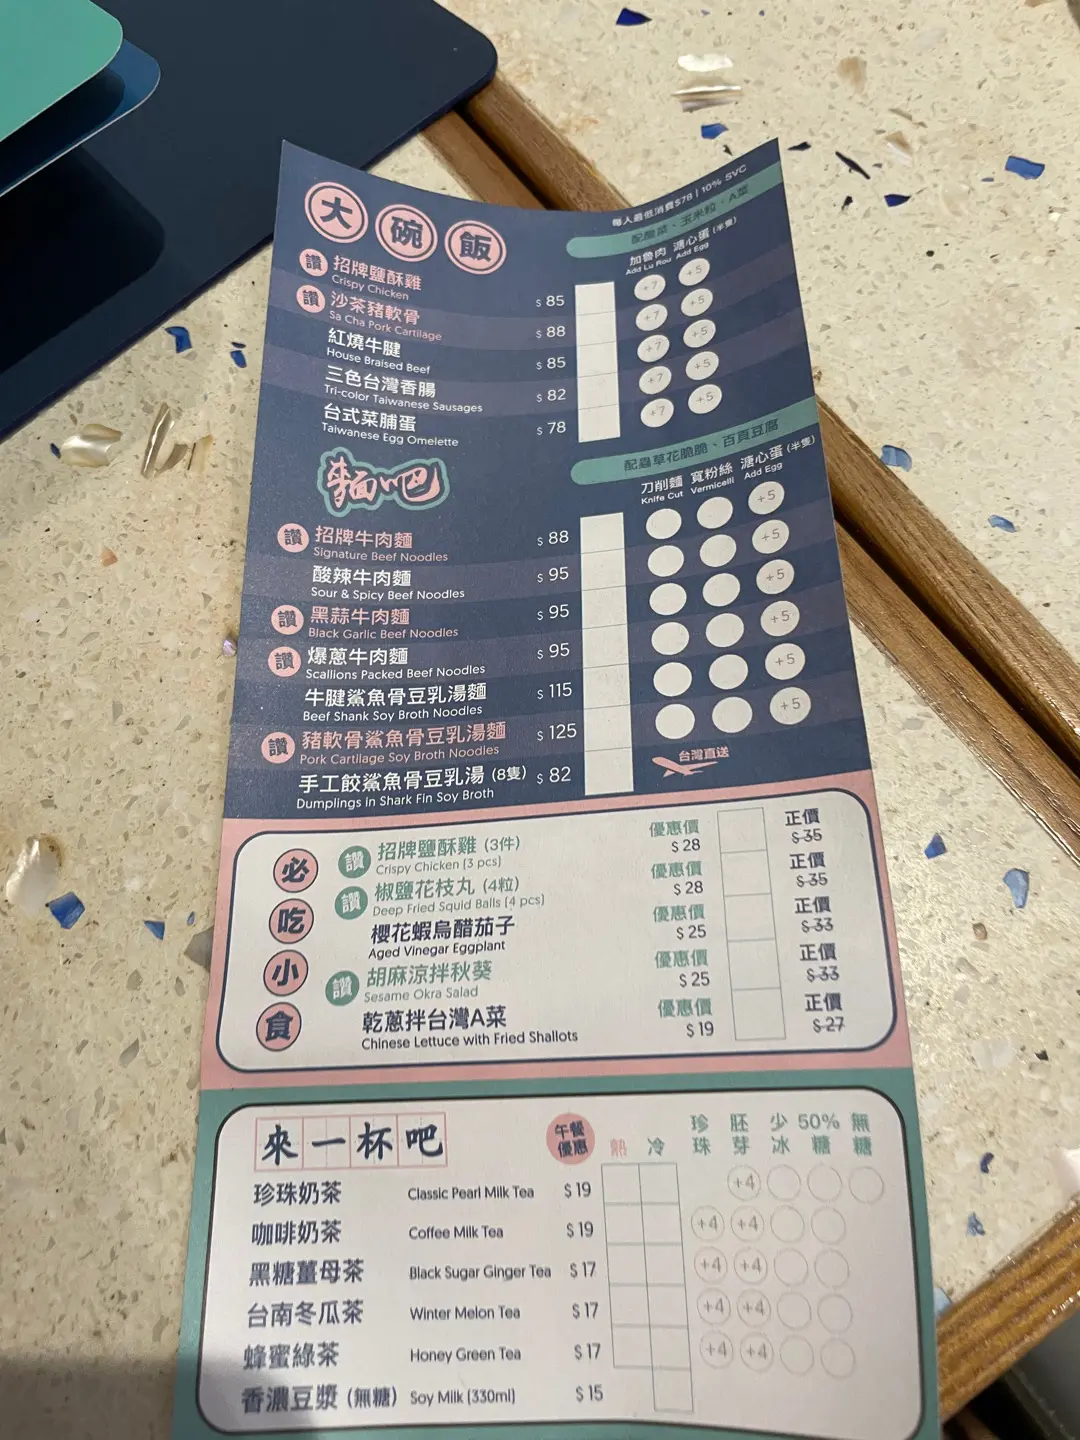 每人最低消費$78 | 10% SVC
大碗飯
配酸菜、玉米粒、A菜
加魯肉 溏心蛋 (半隻)
Add Lu Rou Add Egg
讚 招牌鹽酥雞
Crispy Chicken $ 85 +7 +5
讚 沙茶豬軟骨
Sa Cha Pork Cartilage $ 88 +7 +5
紅燒牛腱
House Braised Beef $ 85 +7 +5
三色台灣香腸
Tri-color Taiwanese Sausages $ 82 +7 +5
台式菜脯蛋
Taiwanese Egg Omelette $ 78 +7 +5
麵吧
配蟲草花脆脆、百頁豆腐
刀削麵 寬粉絲 溏心蛋 (半隻)
Knife Cut Vermicelli Add Egg
讚 招牌牛肉麵
Signature Beef Noodles $ 88 +5
酸辣牛肉麵
Sour & Spicy Beef Noodles $ 95 +5
讚 黑蒜牛肉麵
Black Garlic Beef Noodles $ 95 +5
讚 爆蔥牛肉麵
Scallions Packed Beef Noodles $ 95 +5
牛腱鯊魚骨豆乳湯麵
Beef Shank Soy Broth Noodles $ 115 +5
讚 豬軟骨鯊魚骨豆乳湯麵
Pork Cartilage Soy Broth Noodles $ 125 +5
手工餃鯊魚骨豆乳湯 (8隻) $ 82
Dumplings in Shark Fin Soy Broth
台灣直送
必吃小食
讚 招牌鹽酥雞 (3件) 優惠價 正價
Crispy Chicken (3 pcs) $ 28 $ 35
讚 椒鹽花枝丸 (4粒) 優惠價 正價
Deep Fried Squid Balls (4 pcs) $ 28 $ 35
櫻花蝦烏醋茄子 優惠價 正價
Aged Vinegar Eggplant $ 25 $ 33
讚 胡麻涼拌秋葵 優惠價 正價
Sesame Okra Salad $ 25 $ 33
乾蔥拌台灣A菜 優惠價 正價
Chinese Lettuce with Fried Shallots $ 19 $ 27
來一杯吧
午餐優惠 熱 冷 珍珠 胚芽 少冰 50%糖 無糖
珍珠奶茶 Classic Pearl Milk Tea $ 19 +4
咖啡奶茶 Coffee Milk Tea $ 19 +4 +4
黑糖薑母茶 Black Sugar Ginger Tea $ 17 +4 +4
台南冬瓜茶 Winter Melon Tea $ 17 +4 +4
蜂蜜綠茶 Honey Green Tea $ 17 +4 +4
香濃豆漿 (無糖) Soy Milk (330ml) $ 15